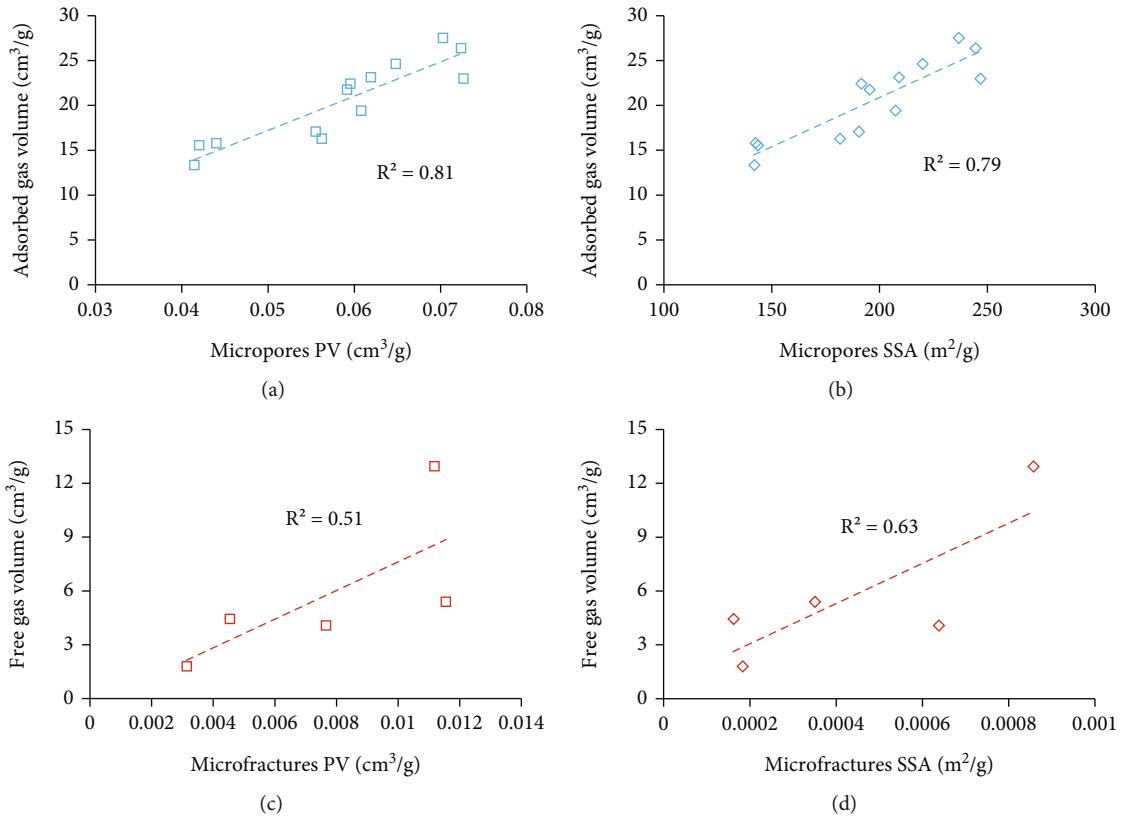 30
25
20
15
10
5
0
Adsorbed gas volume (cm³/g)
R² = 0.81
0.03 0.04 0.05 0.06 0.07 0.08
Micropores PV (cm³/g)
(a)
30
25
20
15
10
5
0
Adsorbed gas volume (cm³/g)
R² = 0.79
100 150 200 250 300
Micropores SSA (m²/g)
(b)
15
12
9
6
3
0
Free gas volume (cm³/g)
R² = 0.51
0 0.002 0.004 0.006 0.008 0.01 0.012 0.014
Microfractures PV (cm³/g)
(c)
15
12
9
6
3
0
Free gas volume (cm³/g)
R² = 0.63
0 0.0002 0.0004 0.0006 0.0008 0.001
Microfractures SSA (m²/g)
(d)